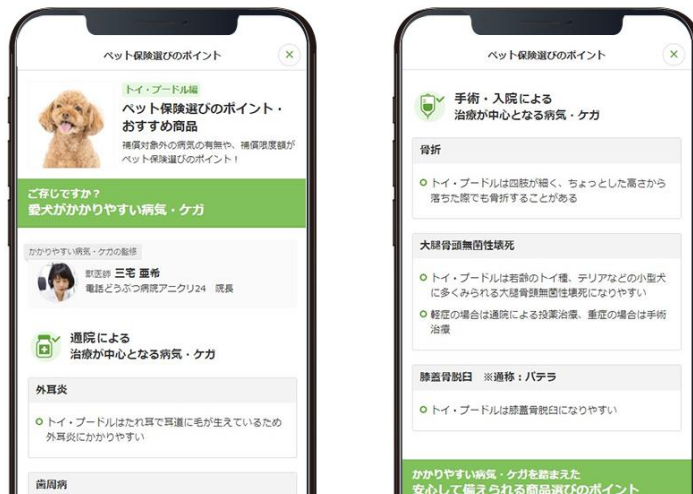 ペット保険選びのポイント
トイ・プードル編
ペット保険選びのポイント・
おすすめ商品
補償対象外の病気の有無や、補償限度額が
ペット保険選びのポイント!
ご存じですか?
愛犬がかかりやすい病気・ケガ
かかりやすい病気・ケガの監修
獣医師 三宅 亜希
電話どうぶつ病院アニクリ24 院長
通院による
治療が中心となる病気・ケガ
外耳炎
トイ・プードルはたれ耳で耳道に毛が生えているため
外耳炎にかかりやすい
歯周病
ペット保険選びのポイント
手術・入院による
治療が中心となる病気・ケガ
骨折
トイ・プードルは四肢が細く、ちょっとした高さから
落ちた際でも骨折することがある
大腿骨頭無菌性壊死
トイ・プードルは若齢のトイ種、テリアなどの小型犬
に多くみられる大腿骨頭無菌性壊死になりやすい
軽症の場合は通院による投薬治療、重症の場合は手術
治療
膝蓋骨脱臼 ※通称:パテラ
トイ・プードルは膝蓋骨脱臼になりやすい
かかりやすい病気・ケガを踏まえた
安心して備えられる商品選びのポイント